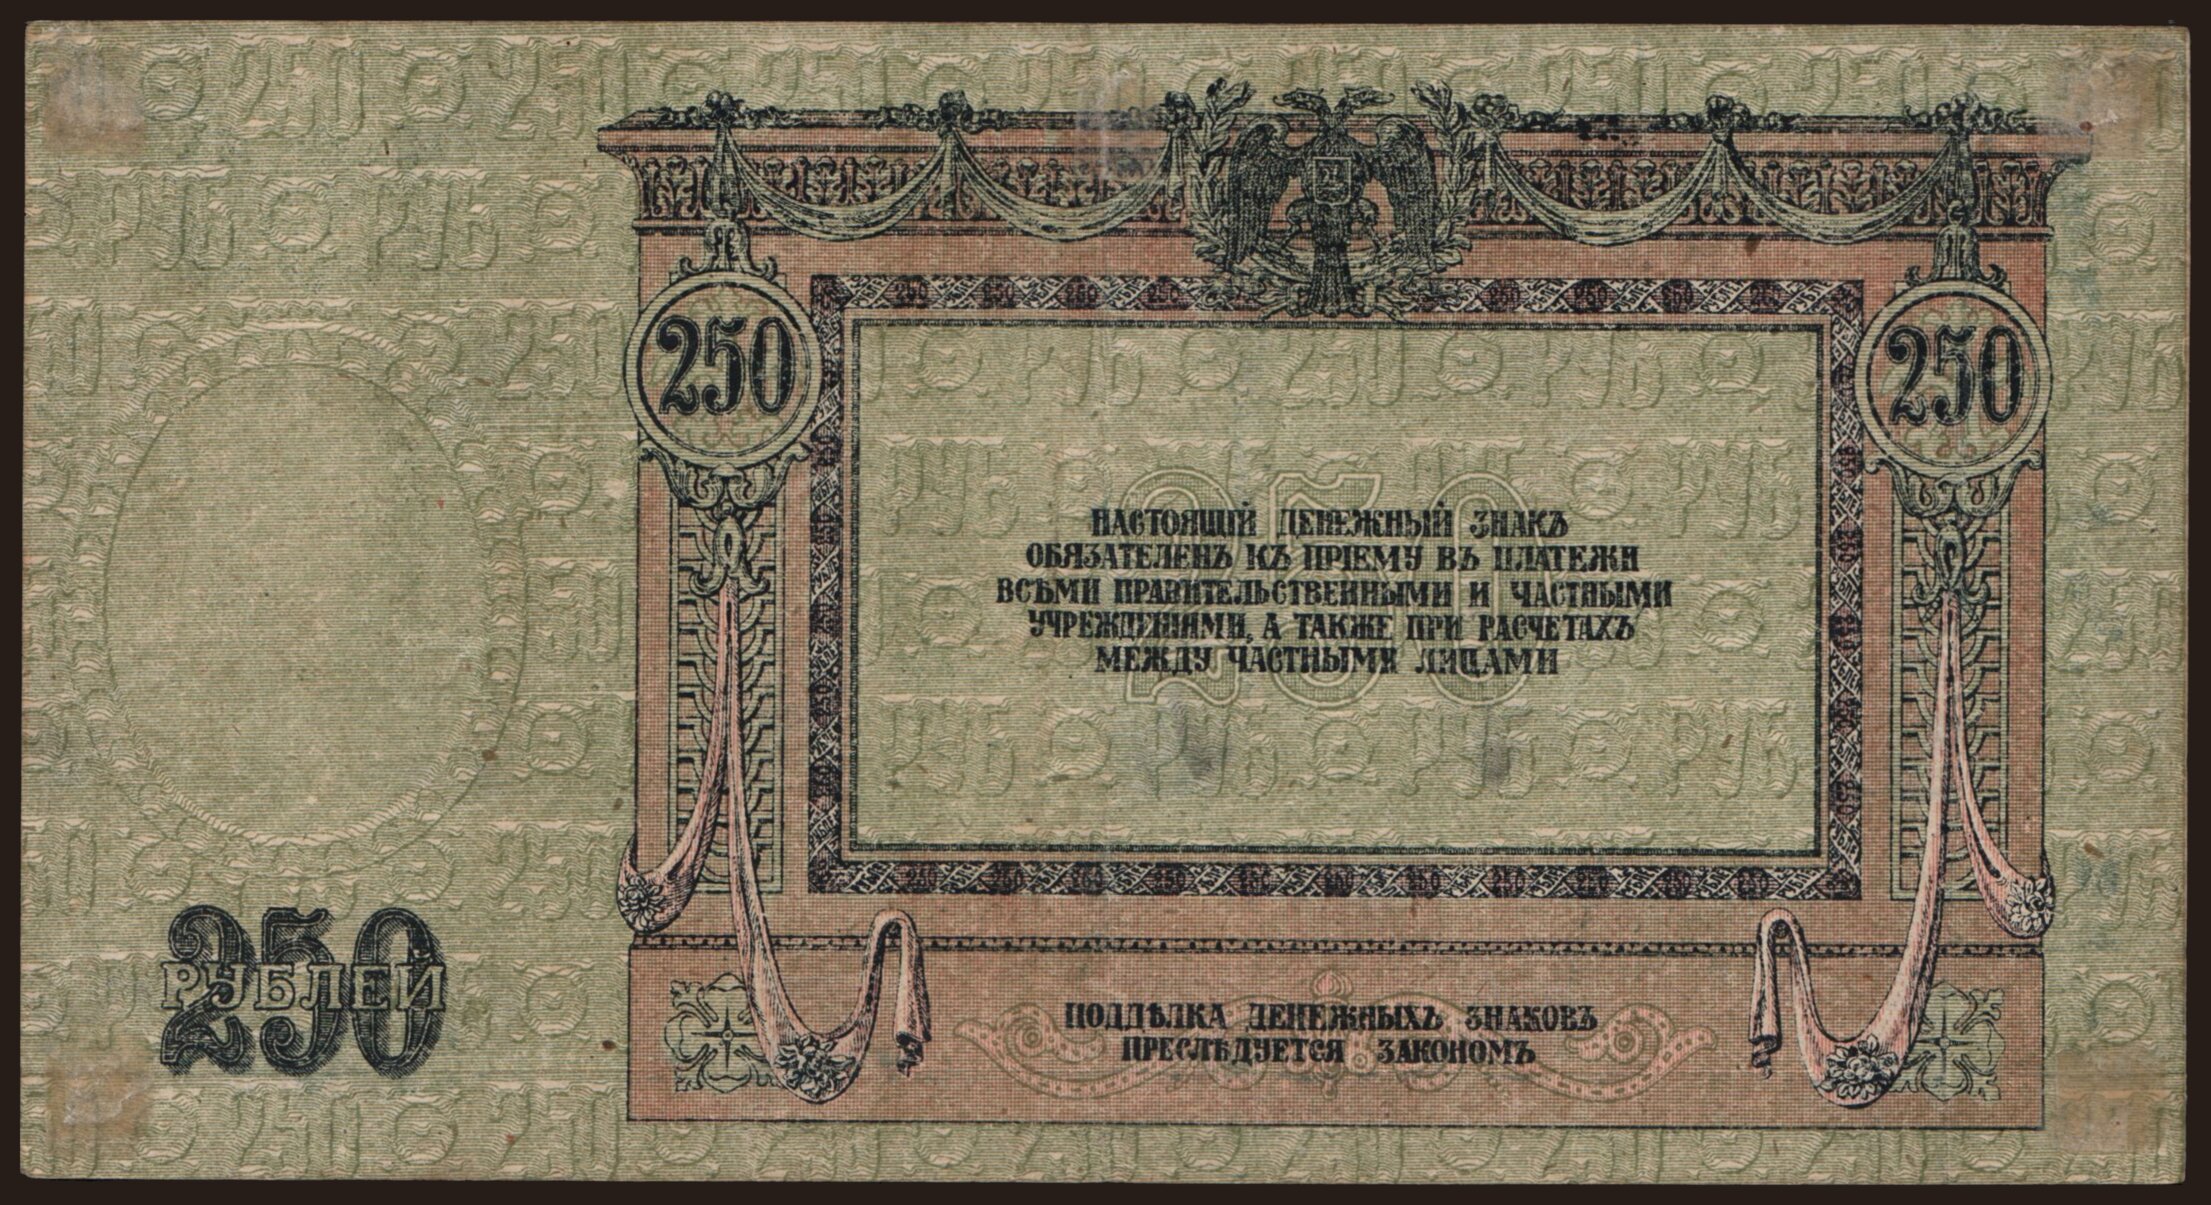 250
250
НАСТОЯЩІЙ ДЕНЕЖНЫЙ ЗНАКЪ
ОБЯЗАТЕЛЕНЪ КЪ ПРІЕМУ ВЪ ПЛАТЕЖИ
ВСѢМИ ПРАВИТЕЛЬСТВЕННЫМИ И ЧАСТНЫМИ
УЧРЕЖДЕНІЯМИ, А ТАКЖЕ ПРИ РАСЧЕТАХЪ
МЕЖДУ ЧАСТНЫМИ ЛИЦАМИ
250
250
РУБЛЕЙ
ПОДДѢЛКА ДЕНЕЖНЫХЪ ЗНАКОВЪ
ПРЕСЛѢДУЕТСЯ ЗАКОНОМЪ